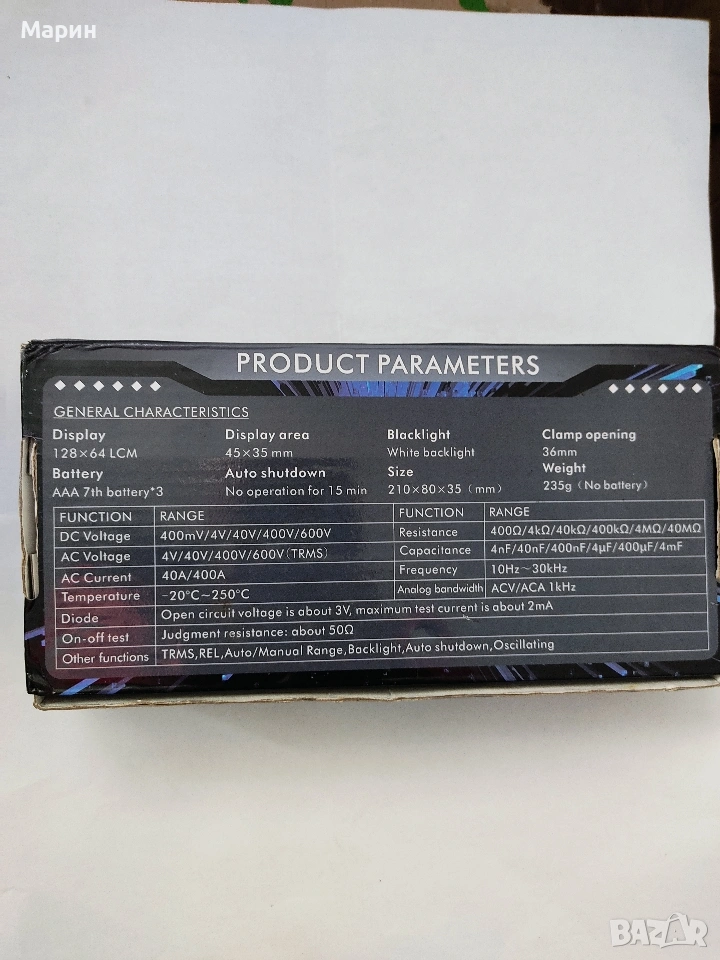 Марин
PRODUCT PARAMETERS
GENERAL CHARACTERISTICS
Display
128×64 LCM
Display area
45×35 mm
Blacklight
White backlight
Clamp opening
36mm
Battery
AAA 7th battery*3
Auto shutdown
No operation for 15 min
Size
210×80×35 (mm)
Weight
235g (No battery)
FUNCTION RANGE
DC Voltage 400mV/4V/40V/400V/600V
AC Voltage 4V/40V/400V/600V(TRMS)
AC Current 40A/400A
Temperature -20°C~250°C
FUNCTION RANGE
Resistance 400Ω/4kΩ/40kΩ/400kΩ/4MΩ/40MΩ
Capacitance 4nF/40nF/400nF/4μF/400μF/4mF
Frequency 10Hz~30kHz
Analog bandwidth ACV/ACA 1kHz
Diode Open circuit voltage is about 3V, maximum test current is about 2mA
On-off test Judgment resistance: about 50Ω
Other functions TRMS,REL,Auto/Manual Range,Backlight,Auto shutdown,Oscillating
BAZAR